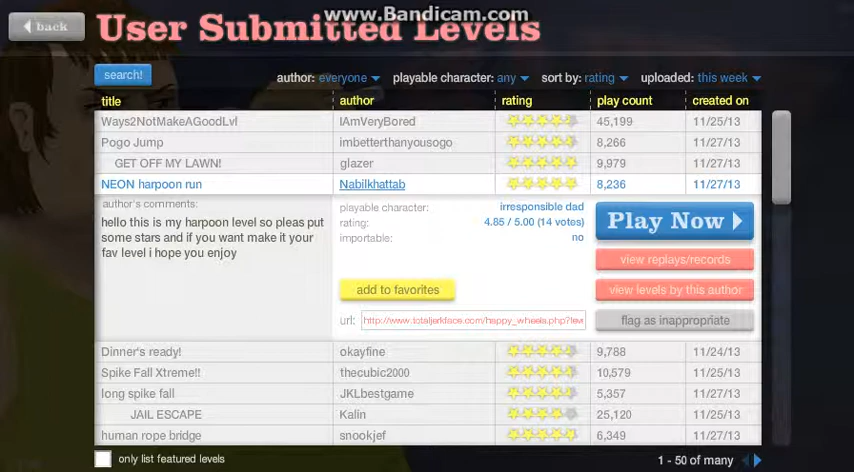 www.Bandicam.com
back
User Submitted Levels
search!
author: everyone playable character: any sort by: rating uploaded: this week
title author rating play count created on
Ways2NotMakeAGoodLvl IAmVeryBored 45,199 11/25/13
Pogo Jump imbetterthanyousogo 8,266 11/27/13
GET OFF MY LAWN! glazer 9,979 11/27/13
NEON harpoon run Nabilkhattab 8,236 11/27/13
author's comments:
hello this is my harpoon level so pleas put
some stars and if you want make it your
fav level i hope you enjoy
playable character: irresponsible dad
rating: 4.85 / 5.00 (14 votes)
importable: no
add to favorites
url: http://www.totaljerkface.com/happy_wheels.php?lev
Play Now
view replays/records
view levels by this author
flag as inappropriate
Dinner's ready! okayfine 9,788 11/24/13
Spike Fall Xtreme!! thecubic2000 10,579 11/25/13
long spike fall JKLbestgame 5,357 11/27/13
JAIL ESCAPE Kalin 25,120 11/25/13
human rope bridge snookjef 6,349 11/27/13
only list featured levels
1 - 50 of many